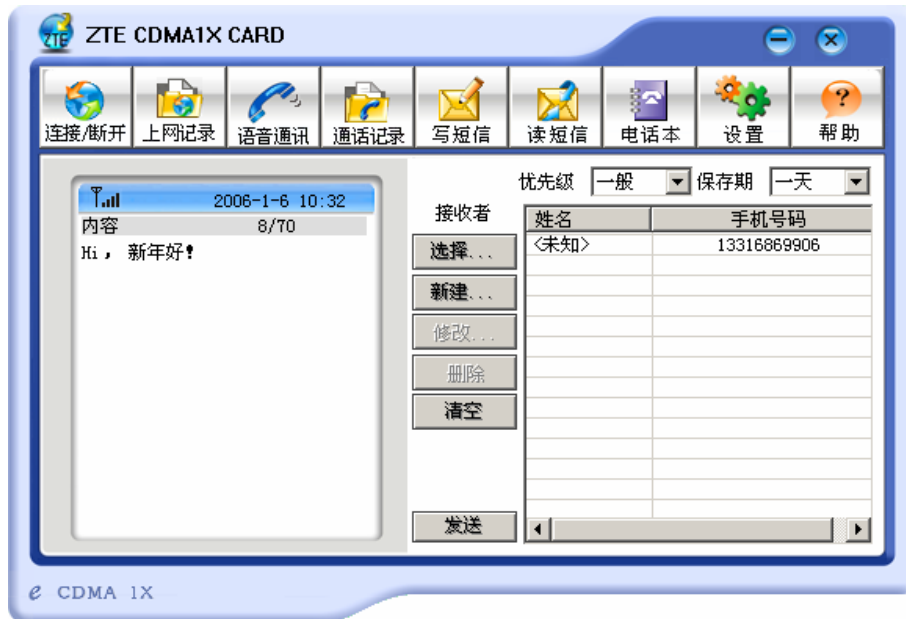 ZTE CDMA1X CARD
连接/断开 上网记录 语音通讯 通话记录 写短信 读短信 电话本 设置 帮助
优先级 一般 保存期 一天
2006-1-6 10:32
内容 8/70
Hi，新年好！
接收者
选择...
新建...
修改...
删除
清空
发送
姓名 手机号码
<未知> 13316869906
e CDMA 1X